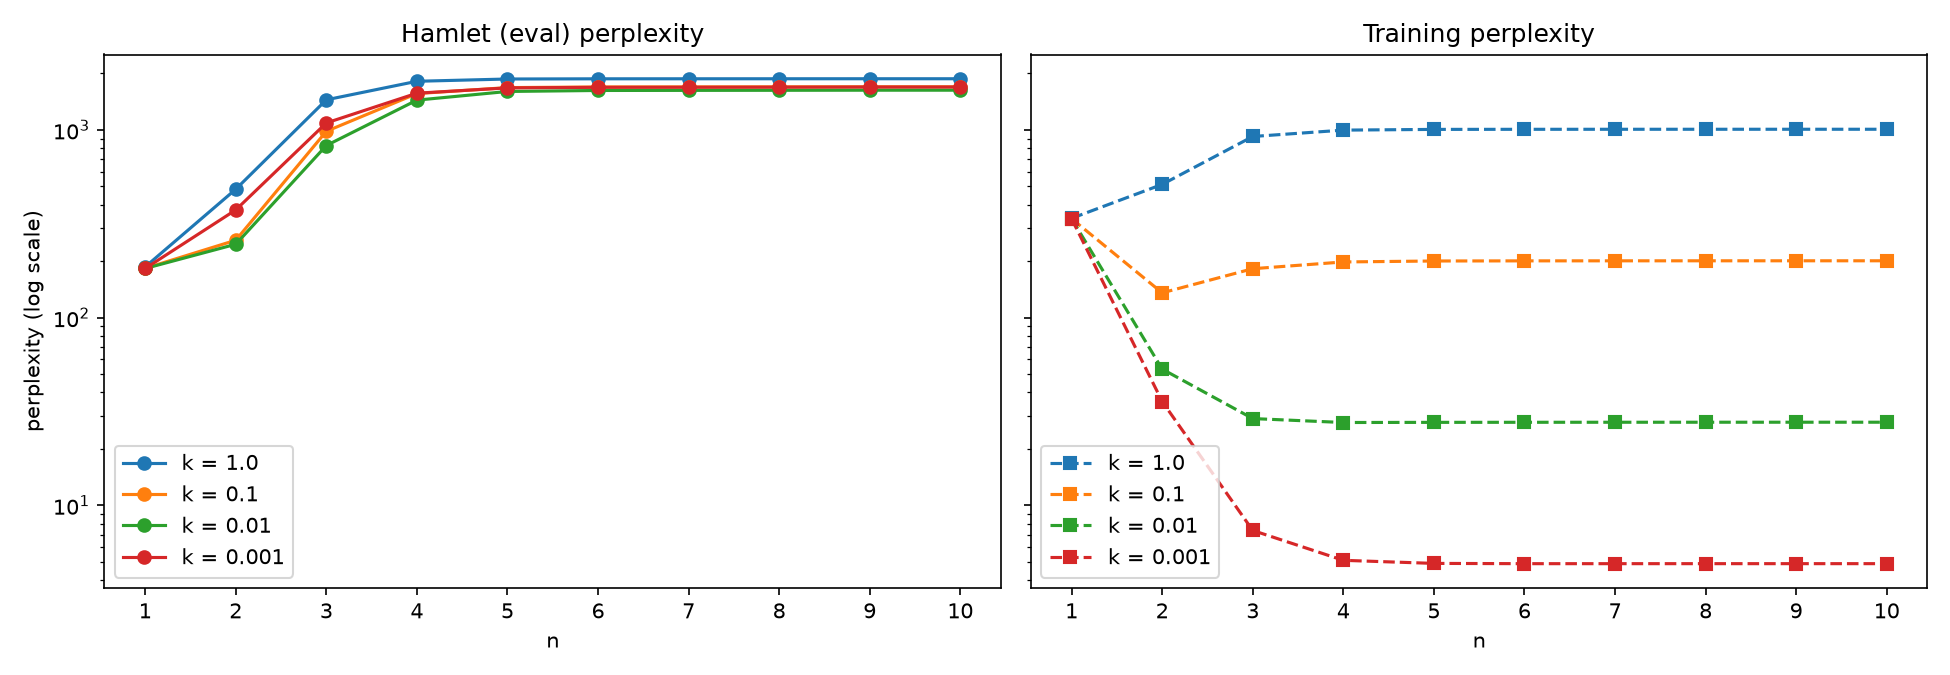 Hamlet (eval) perplexity
perplexity (log scale)
10³
10²
10¹
k = 1.0
k = 0.1
k = 0.01
k = 0.001
1 2 3 4 5 6 7 8 9 10
n
Training perplexity
k = 1.0
k = 0.1
k = 0.01
k = 0.001
1 2 3 4 5 6 7 8 9 10
n